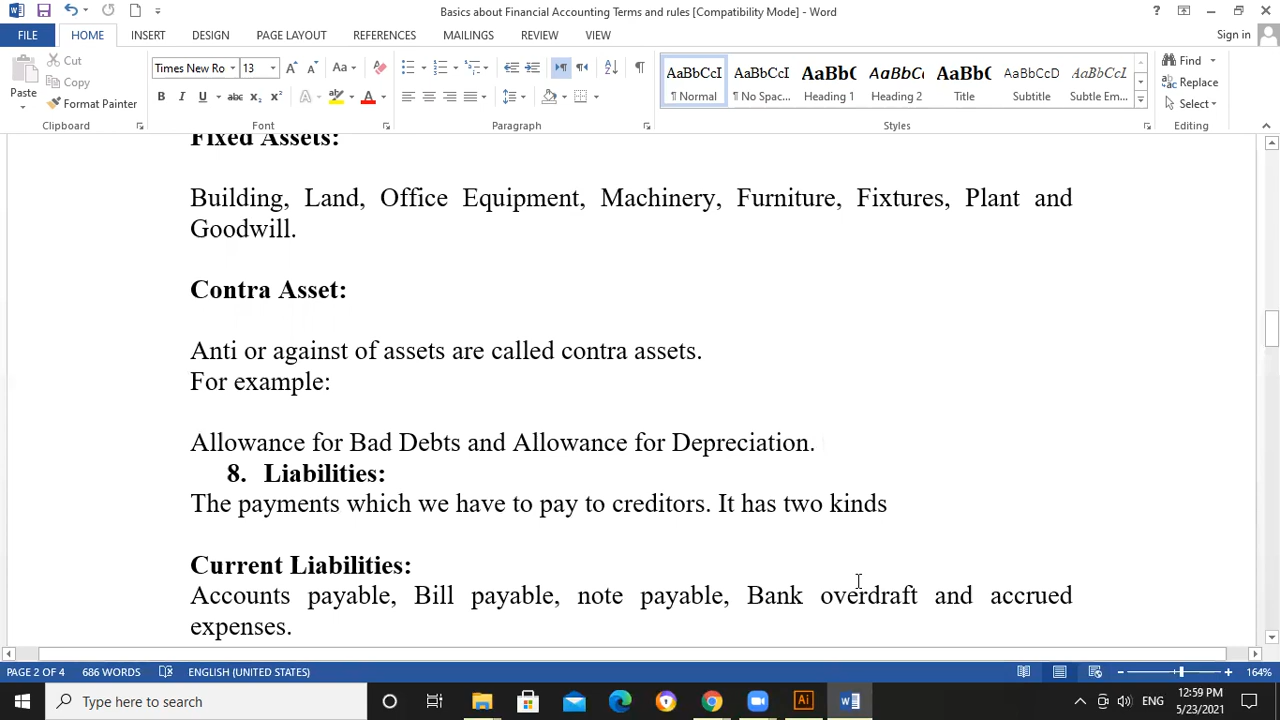 Basics about Financial Accounting Terms and rules [Compatibility Mode] - Word
FILE HOME INSERT DESIGN PAGE LAYOUT REFERENCES MAILINGS REVIEW VIEW Sign in
Paste
Cut
Copy
Format Painter
Clipboard
Times New Ro 13
Font
Paragraph
AaBbCcI AaBbCcI AaBb( AaBbC AaBb( AaBbCcD AaBbCcI
¶ Normal ¶ No Spac... Heading 1 Heading 2 Title Subtitle Subtle Em...
Styles
Find
Replace
Select
Editing
Fixed Assets:
Building, Land, Office Equipment, Machinery, Furniture, Fixtures, Plant and
Goodwill.
Contra Asset:
Anti or against of assets are called contra assets.
For example:
Allowance for Bad Debts and Allowance for Depreciation.
8. Liabilities:
The payments which we have to pay to creditors. It has two kinds
Current Liabilities:
Accounts payable, Bill payable, note payable, Bank overdraft and accrued
expenses.
PAGE 2 OF 4 686 WORDS ENGLISH (UNITED STATES) 164%
Type here to search
ENG
12:59 PM
5/23/2021